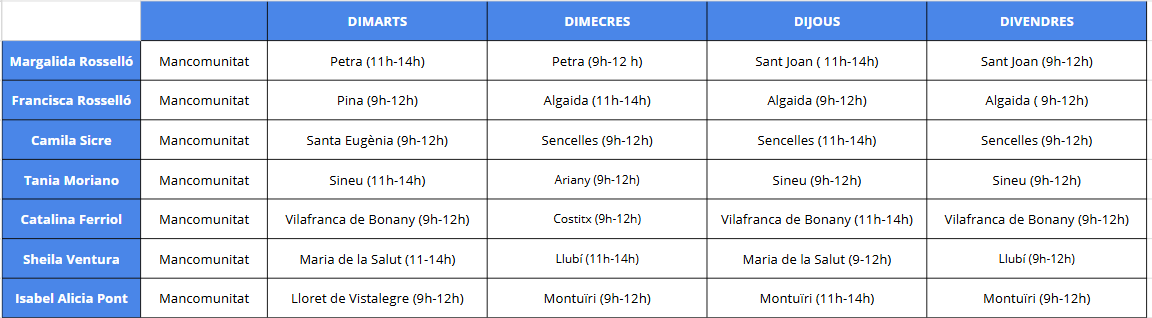 DIMARTS DIMECRES DIJOUS DIVENDRES
Margalida Rosselló Mancomunitat Petra (11h-14h) Petra (9h-12 h) Sant Joan ( 11h-14h) Sant Joan (9h-12h)
Francisca Rosselló Mancomunitat Pina (9h-12h) Algaida (11h-14h) Algaida (9h-12h) Algaida ( 9h-12h)
Camila Sicre Mancomunitat Santa Eugènia (9h-12h) Sencelles (9h-12h) Sencelles (11h-14h) Sencelles (9h-12h)
Tania Moriano Mancomunitat Sineu (11h-14h) Ariany (9h-12h) Sineu (9h-12h) Sineu (9h-12h)
Catalina Ferriol Mancomunitat Vilafranca de Bonany (9h-12h) Costitx (9h-12h) Vilafranca de Bonany (11h-14h) Vilafranca de Bonany (9h-12h)
Sheila Ventura Mancomunitat Maria de la Salut (11-14h) Llubí (11h-14h) Maria de la Salut (9-12h) Llubí (9h-12h)
Isabel Alicia Pont Mancomunitat Lloret de Vistalegre (9h-12h) Montuïri (9h-12h) Montuïri (11h-14h) Montuïri (9h-12h)